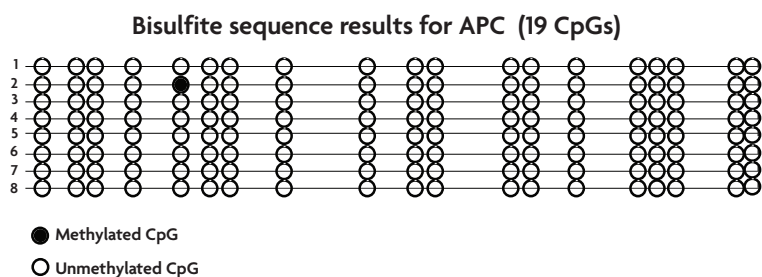 Bisulfite sequence results for APC (19 CpGs)
1
2
3
4
5
6
7
8
Methylated CpG
Unmethylated CpG